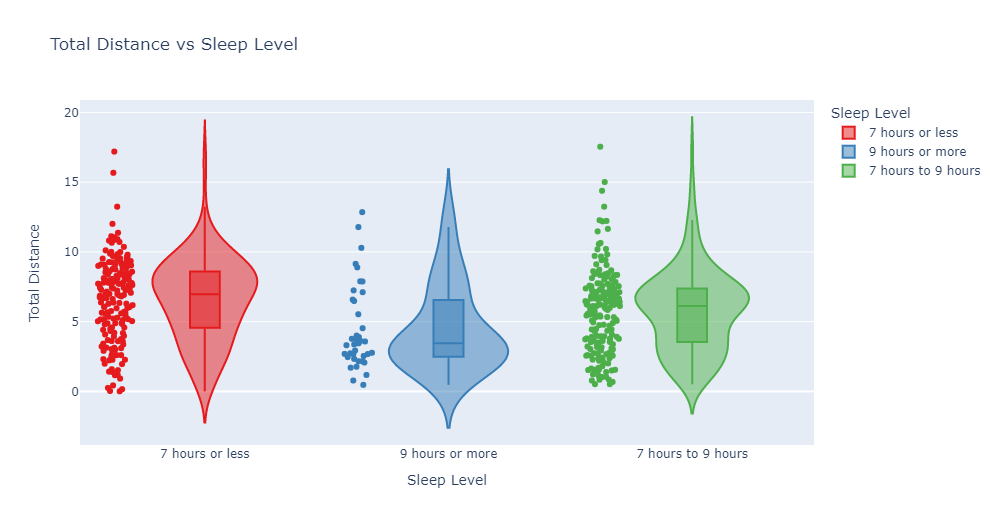 Total Distance vs Sleep Level
Total Distance
20
15
10
5
0
7 hours or less
9 hours or more
7 hours to 9 hours
Sleep Level
Sleep Level
7 hours or less
9 hours or more
7 hours to 9 hours